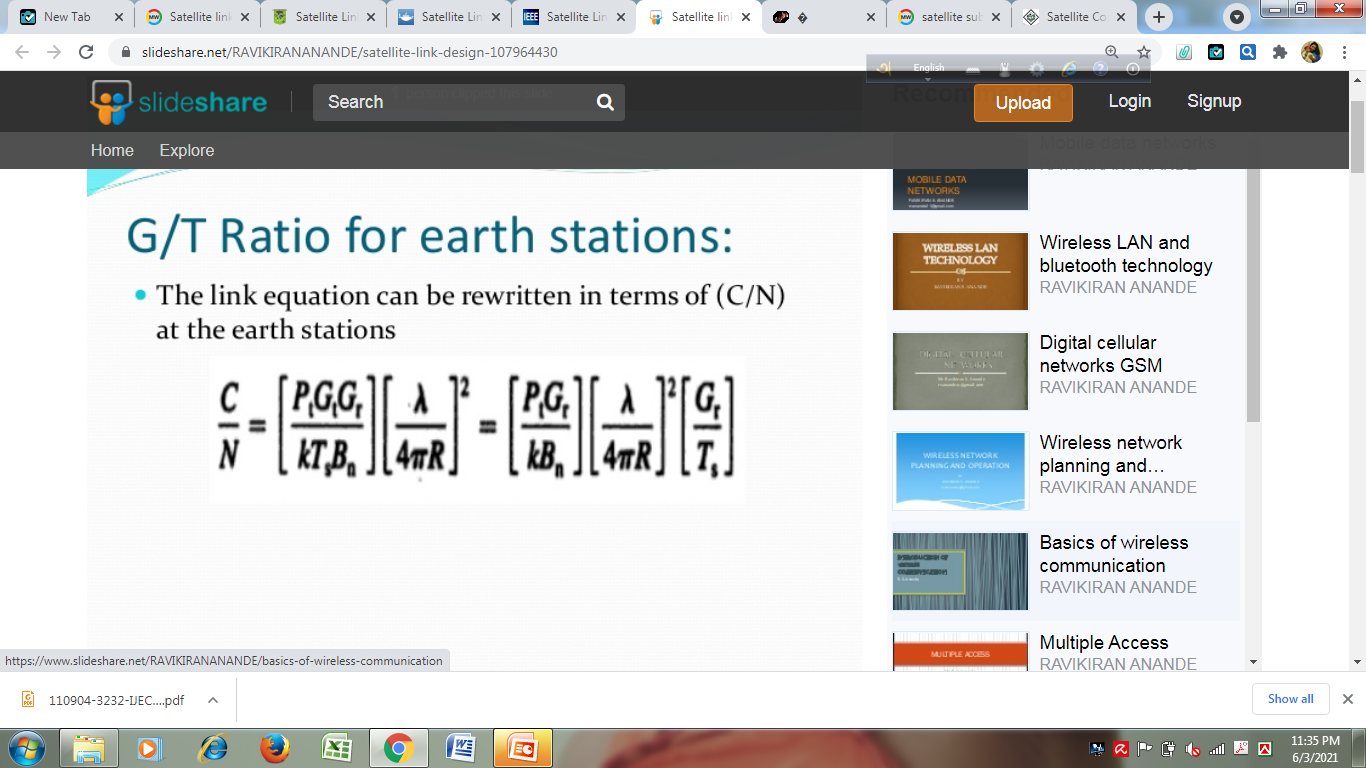 New Tab
Satellite link
Satellite Lin
Satellite Lin
Satellite Lin
Satellite link
�
satellite sub
Satellite Co
slideshare.net/RAVIKIRANANANDE/satellite-link-design-107964430
English
slideshare
Search
Recommended
Upload
Login
Signup
Home
Explore
Mobile data networks
RAVIKIRAN ANANDE
MOBILE DATA
NETWORKS
G/T Ratio for earth stations:
• The link equation can be rewritten in terms of (C/N)
at the earth stations
C/N = [PtGtGr/kTsBn][λ/4πR]² = [PtGr/kBn][λ/4πR]²[Gr/Ts]
WIRELESS LAN
TECHNOLOGY
Wireless LAN and
bluetooth technology
RAVIKIRAN ANANDE
DIGITAL CELLULAR
NETWORKS
Digital cellular
networks GSM
RAVIKIRAN ANANDE
WIRELESS NETWORK
PLANNING AND OPERATION
Wireless network
planning and…
RAVIKIRAN ANANDE
Basics of wireless
communication
RAVIKIRAN ANANDE
MULTIPLE ACCESS
Multiple Access
RAVIKIRAN ANANDE
https://www.slideshare.net/RAVIKIRANANANDE/basics-of-wireless-communication
110904-3232-IJEC....pdf
Show all
11:35 PM
6/3/2021